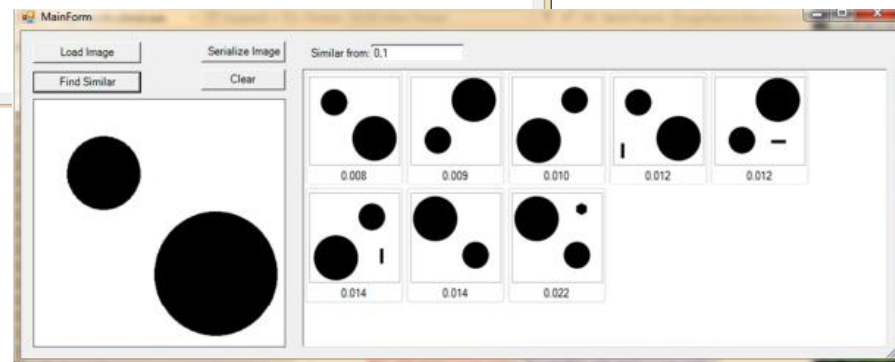 MainForm
Load Image
Serialize Image
Similar from: 0.1
Find Similar
Clear
0.008
0.009
0.010
0.012
0.012
0.014
0.014
0.022